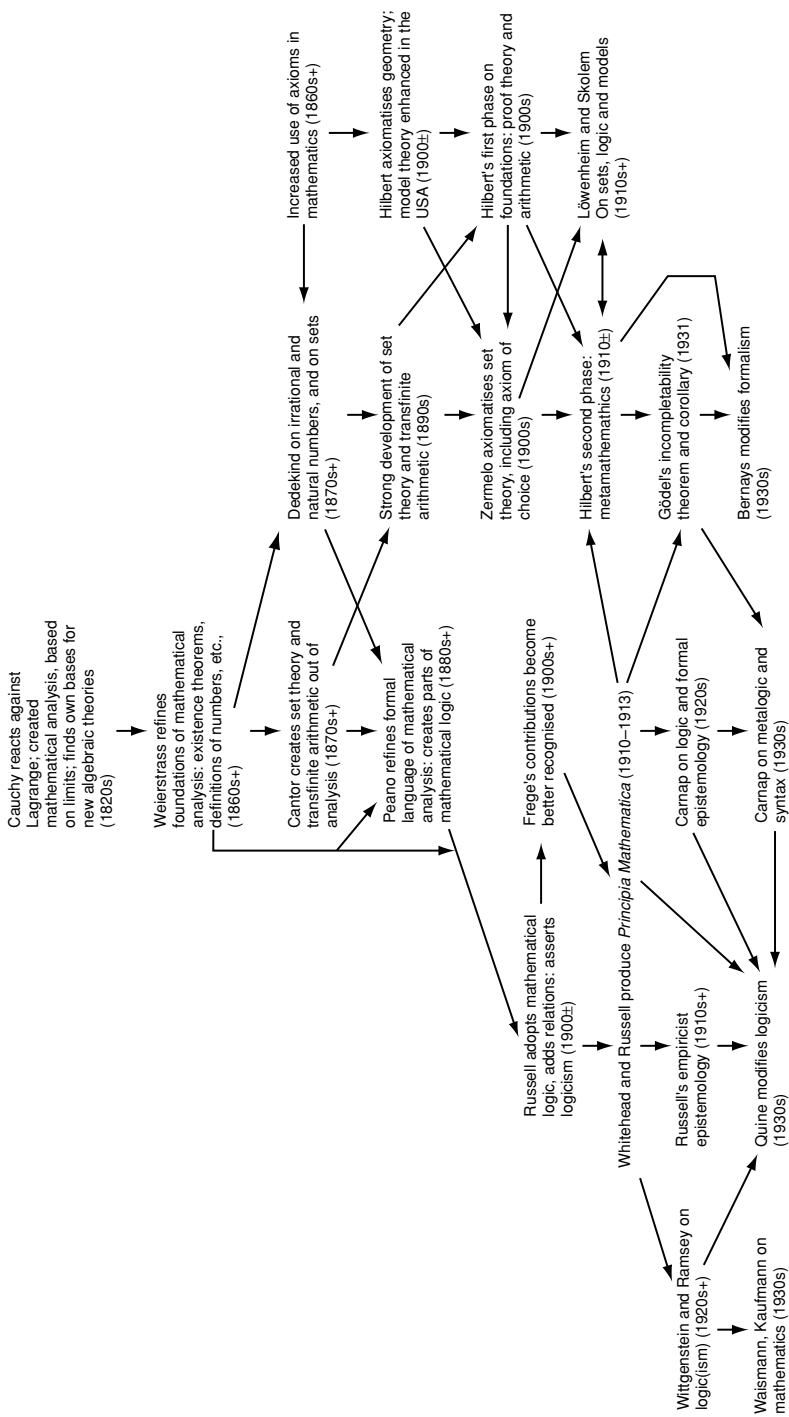 Cauchy reacts against
Lagrange; created
mathematical analysis, based
on limits; finds own bases for
new algebraic theories
(1820s)
Weierstrass refines
foundations of mathematical
analysis: existence theorems,
definitions of numbers, etc.,
(1860s+)
Increased use of axioms in
mathematics (1860s+)
Cantor creates set theory and
transfinite arithmetic out of
analysis (1870s+)
Dedekind on irrational and
natural numbers, and on sets
(1870s+)
Hilbert axiomatises geometry;
model theory enhanced in the
USA (1900±)
Peano refines formal
language of mathematical
analysis: creates parts of
mathematical logic (1880s+)
Strong development of set
theory and transfinite
arithmetic (1890s)
Hilbert's first phase on
foundations: proof theory and
arithmetic (1900s)
Russell adopts mathematical
logic, adds relations: asserts
logicism (1900±)
Frege's contributions become
better recognised (1900s+)
Zermelo axiomatises set
theory, including axiom of
choice (1900s)
Löwenheim and Skolem
On sets, logic and models
(1910s+)
Whitehead and Russell produce Principia Mathematica (1910–1913)
Hilbert's second phase:
metamathemathics (1910±)
Wittgenstein and Ramsey on
logic(ism) (1920s+)
Russell's empiricist
epistemology (1910s+)
Carnap on logic and formal
epistemology (1920s)
Gödel's incompletability
theorem and corollary (1931)
Waismann, Kaufmann on
mathematics (1930s)
Quine modifies logicism
(1930s)
Carnap on metalogic and
syntax (1930s)
Bernays modifies formalism
(1930s)